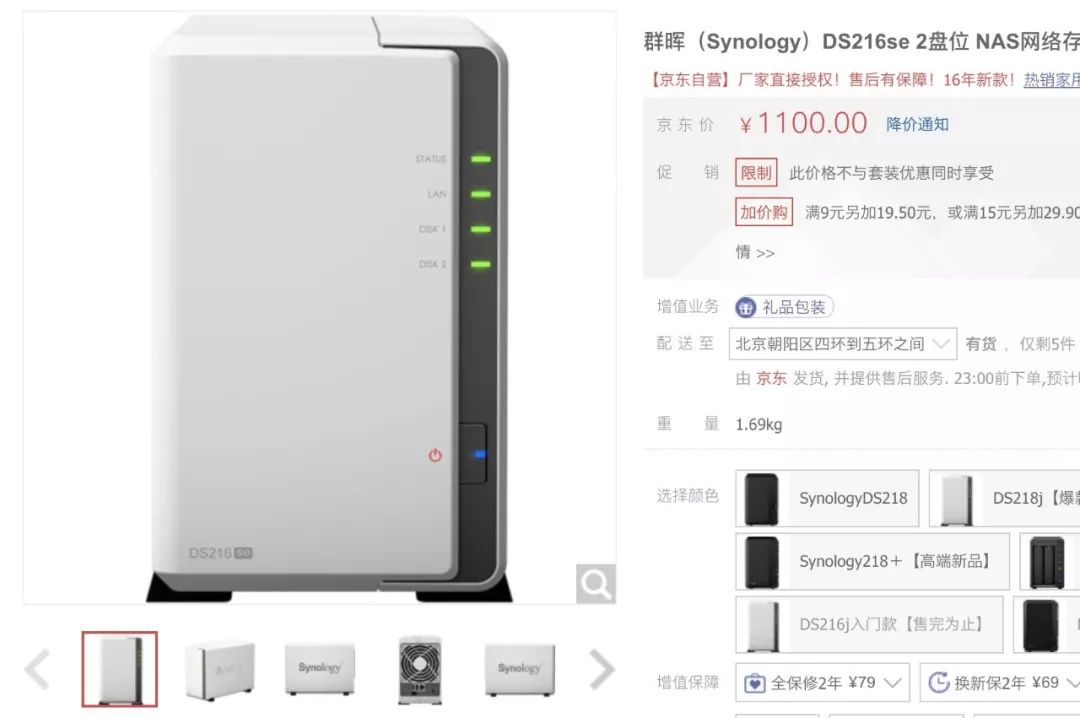 群晖（Synology）DS216se 2盘位 NAS网络存
【京东自营】厂家直接授权！售后有保障！16年新款！热销家用
京东价 ￥1100.00 降价通知
促销 限制 此价格不与套装优惠同时享受
加价购 满9元另加19.50元，或满15元另加29.90
情 >>
增值业务 礼品包装
配送至 北京朝阳区四环到五环之间 有货，仅剩5件
由 京东 发货, 并提供售后服务. 23:00前下单,预计
重量 1.69kg
选择颜色 SynologyDS218 DS218j【爆
Synology218＋【高端新品】
DS216j入门款【售完为止】
增值保障 全保修2年 ¥79 换新保2年 ¥69
STATUS
LAN
DISK 1
DISK 2
DS216se
Synology
Synology
Synology